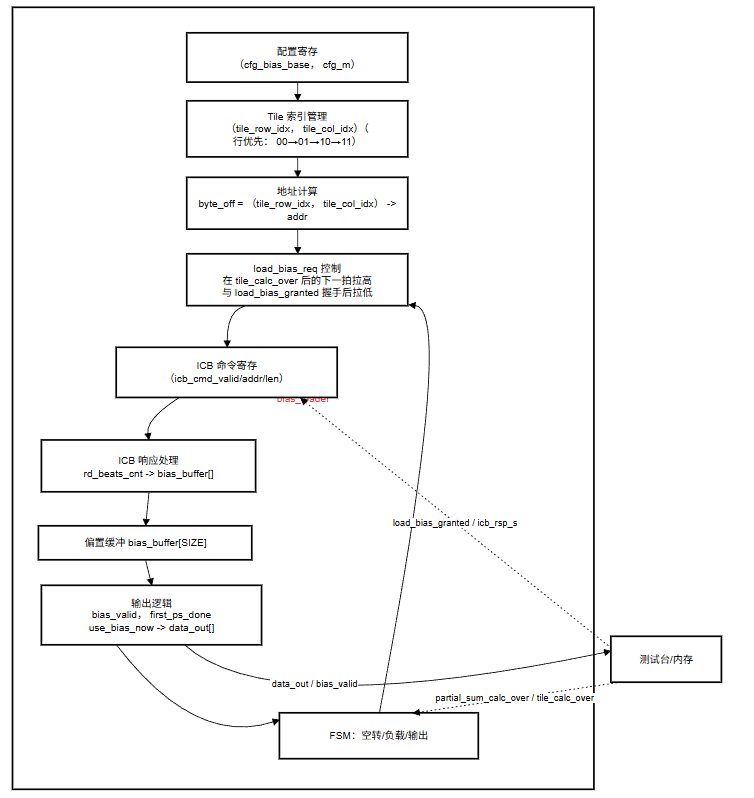 配置寄存
（cfg_bias_base， cfg_m）
Tile 索引管理
（tile_row_idx， tile_col_idx）（
行优先： 00→01→10→11）
地址计算
byte_off = （tile_row_idx， tile_col_idx） ->
addr
load_bias_req 控制
在 tile_calc_over 后的下一拍拉高
与 load_bias_granted 握手后拉低
ICB 命令寄存
（icb_cmd_valid/addr/len）
ICB 响应处理
rd_beats_cnt -> bias_buffer[]
load_bias_granted / icb_rsp_s
偏置缓冲 bias_buffer[SIZE]
输出逻辑
bias_valid， first_ps_done
use_bias_now -> data_out[]
测试台/内存
data_out / bias_valid
partial_sum_calc_over / tile_calc_over
FSM：空转/负载/输出